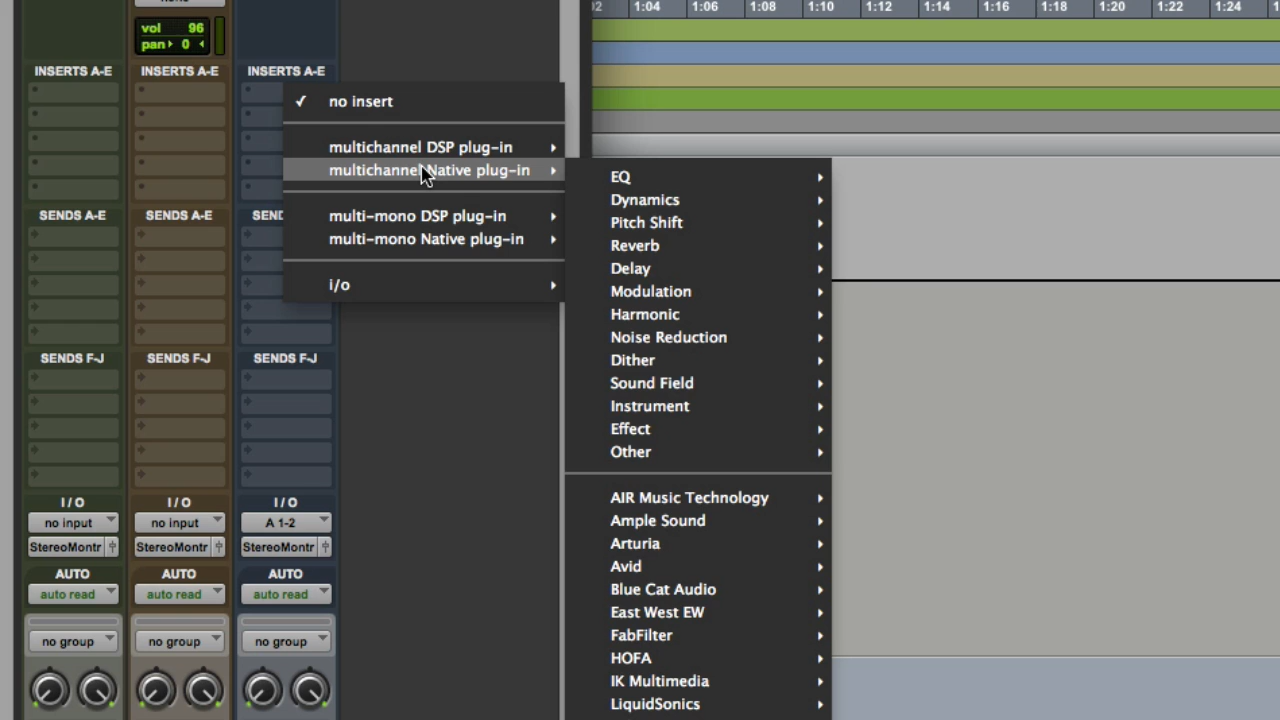 vol 96
pan 0
02 1:04 1:06 1:08 1:10 1:12 1:14 1:16 1:18 1:20 1:22 1:24
INSERTS A-E INSERTS A-E INSERTS A-E
✓ no insert
multichannel DSP plug-in
multichannel Native plug-in
multi-mono DSP plug-in
multi-mono Native plug-in
i/o
EQ
Dynamics
Pitch Shift
Reverb
Delay
Modulation
Harmonic
Noise Reduction
Dither
Sound Field
Instrument
Effect
Other
AIR Music Technology
Ample Sound
Arturia
Avid
Blue Cat Audio
East West EW
FabFilter
HOFA
IK Multimedia
LiquidSonics
SENDS A-E SENDS A-E SEND
SENDS F-J SENDS F-J SENDS F-J
I/O I/O I/O
no input no input A 1-2
StereoMontr StereoMontr StereoMontr
AUTO AUTO AUTO
auto read auto read auto read
no group no group no group